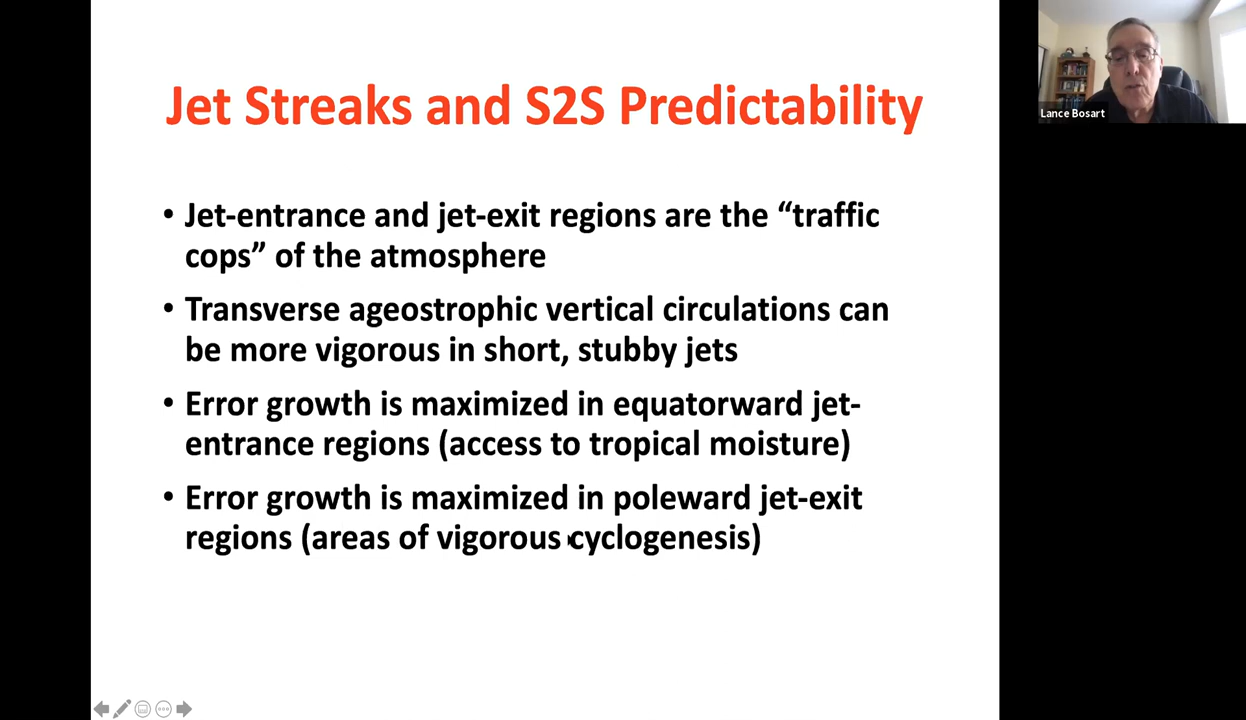 Jet Streaks and S2S Predictability
• Jet-entrance and jet-exit regions are the “traffic
cops” of the atmosphere
• Transverse ageostrophic vertical circulations can
be more vigorous in short, stubby jets
• Error growth is maximized in equatorward jet-
entrance regions (access to tropical moisture)
• Error growth is maximized in poleward jet-exit
regions (areas of vigorous cyclogenesis)
Lance Bosart